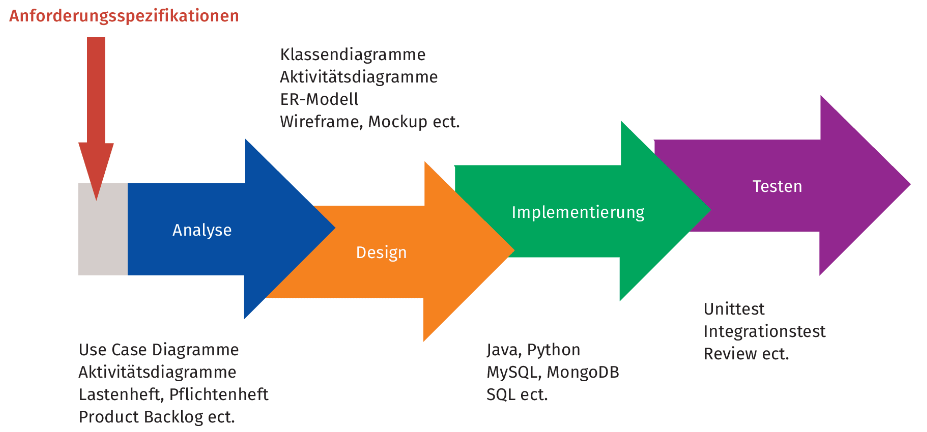 Anforderungsspezifikationen
Klassendiagramme
Aktivitätsdiagramme
ER-Modell
Wireframe, Mockup ect.
Analyse
Design
Implementierung
Testen
Use Case Diagramme
Aktivitätsdiagramme
Lastenheft, Pflichtenheft
Product Backlog ect.
Java, Python
MySQL, MongoDB
SQL ect.
Unittest
Integrationstest
Review ect.